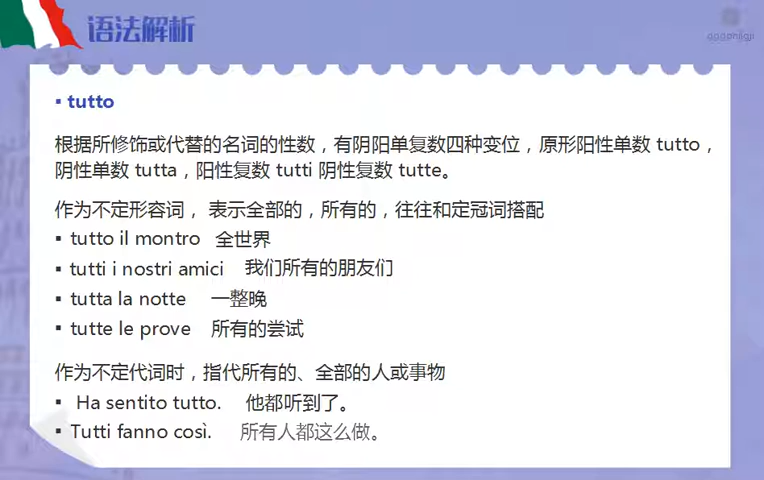 语法解析
▪ tutto
根据所修饰或代替的名词的性数，有阴阳单复数四种变位，原形阳性单数 tutto，
阴性单数 tutta，阳性复数 tutti 阴性复数 tutte。
作为不定形容词， 表示全部的，所有的，往往和定冠词搭配
▪ tutto il montro 全世界
▪ tutti i nostri amici 我们所有的朋友们
▪ tutta la notte 一整晚
▪ tutte le prove 所有的尝试
作为不定代词时，指代所有的、全部的人或事物
▪ Ha sentito tutto. 他都听到了。
▪ Tutti fanno così. 所有人都这么做。